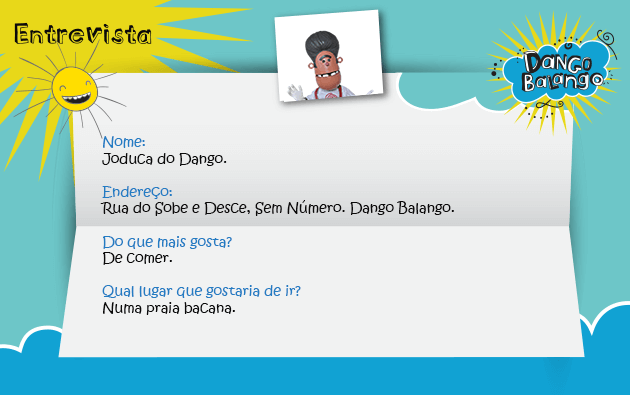 Entrevista
Dango
Balango
Nome:
Joduca do Dango.
Endereço:
Rua do Sobe e Desce, Sem Número. Dango Balango.
Do que mais gosta?
De comer.
Qual lugar que gostaria de ir?
Numa praia bacana.